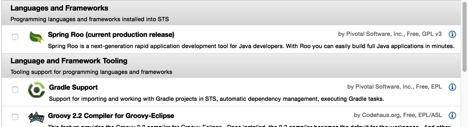 Languages and Frameworks
Programming languages and frameworks installed into STS
Spring Roo (current production release) by Pivotal Software, Inc., Free, GPL v3
Spring Roo is a next-generation rapid application development tool for Java developers. With Roo you can easily build full Java applications in minutes.
Language and Framework Tooling
Tooling support for programming languages and frameworks
Gradle Support by Pivotal Software, Inc., Free, EPL
Support for importing and working with Gradle projects in STS, automatic dependency management, executing Gradle tasks.
Groovy 2.2 Compiler for Groovy-Eclipse by Codehaus.org, Free, EPL/ASL